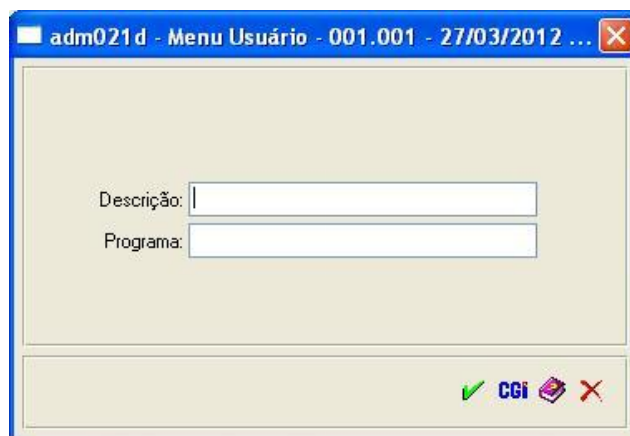 adm021d - Menu Usuário - 001.001 - 27/03/2012 ...
Descrição:
Programa:
CGi